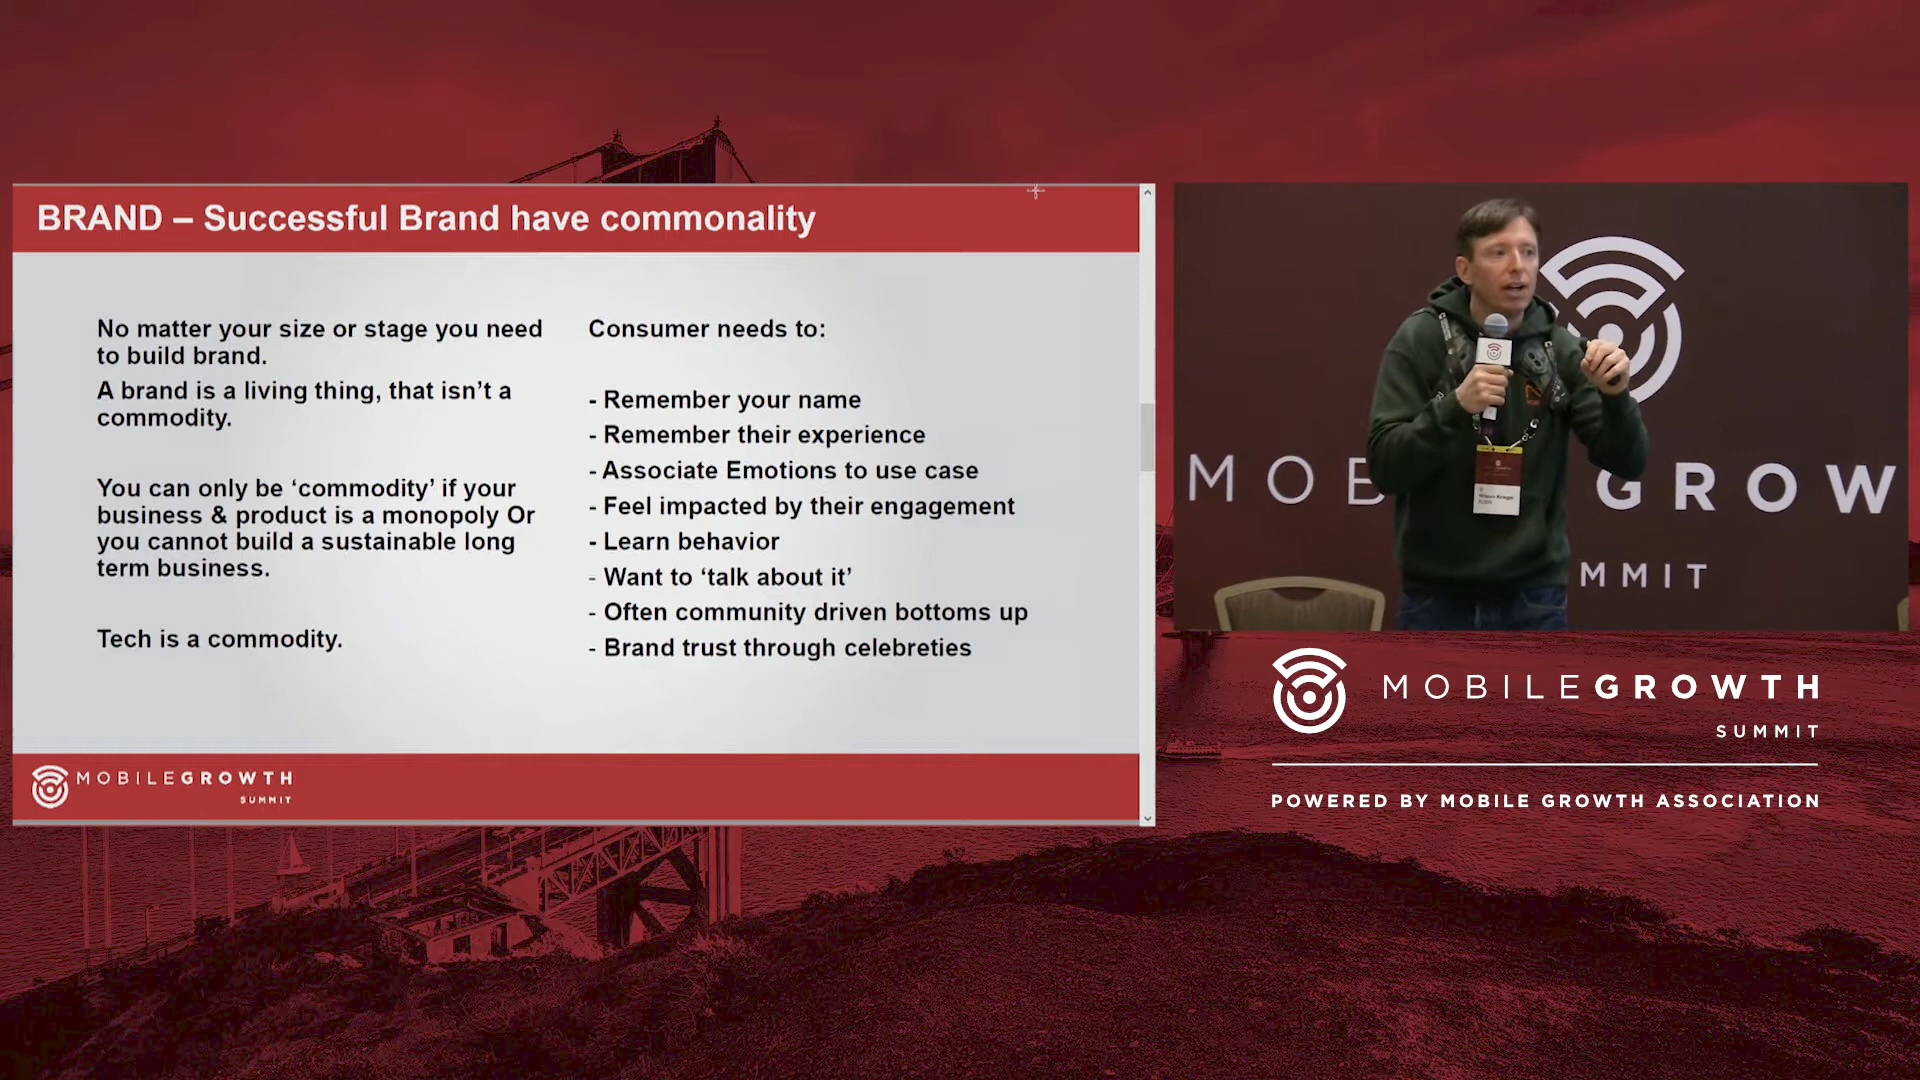 BRAND – Successful Brand have commonality
No matter your size or stage you need
to build brand.
A brand is a living thing, that isn’t a
commodity.
You can only be ‘commodity’ if your
business & product is a monopoly Or
you cannot build a sustainable long
term business.
Tech is a commodity.
Consumer needs to:
- Remember your name
- Remember their experience
- Associate Emotions to use case
- Feel impacted by their engagement
- Learn behavior
- Want to ‘talk about it’
- Often community driven bottoms up
- Brand trust through celebreties
MOBILEGROWTH
SUMMIT
MOB GROW
MMIT
MOBILEGROWTH
SUMMIT
POWERED BY MOBILE GROWTH ASSOCIATION